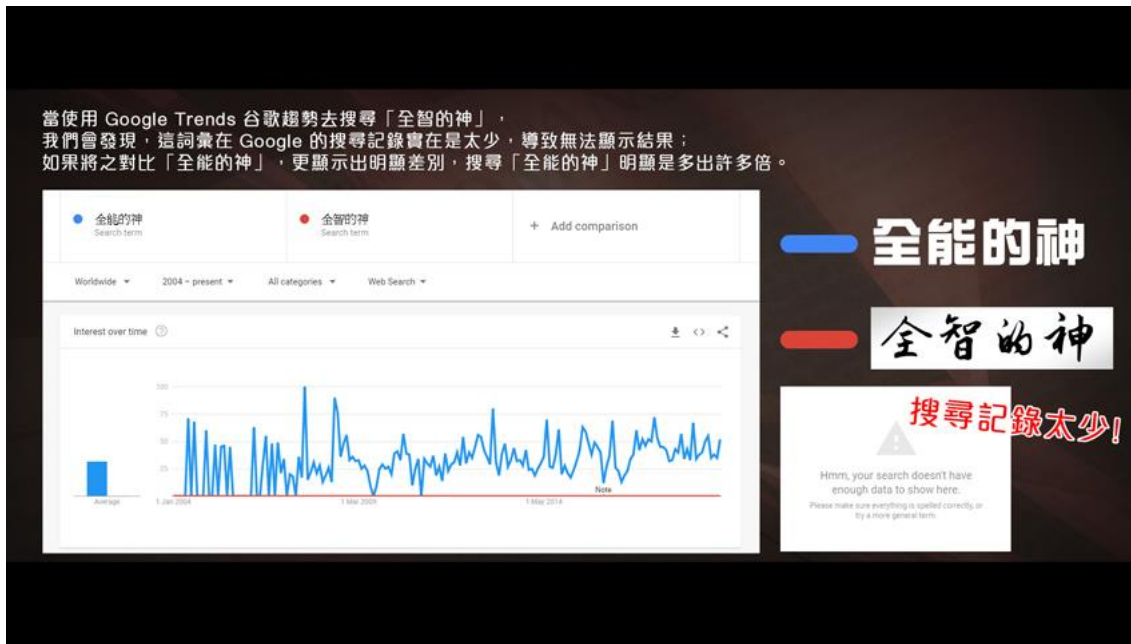 當使用 Google Trends 谷歌趨勢去搜尋「全智的神」，
我們會發現，這詞彙在 Google 的搜尋記錄實在是太少，導致無法顯示結果；
如果將之對比「全能的神」，更顯示出明顯差別，搜尋「全能的神」明顯是多出許多倍。
全能的神
Search term
全智的神
Search term
+ Add comparison
Worldwide
2004 - present
All categories
Web Search
Interest over time
100
75
50
25
Average
1 Jan 2004
1 Mar 2009
1 May 2014
Note
全能的神
全智的神
搜尋記錄太少!
Hmm, your search doesn't have
enough data to show here.
Please make sure everything is spelled correctly, or
try a more general term.